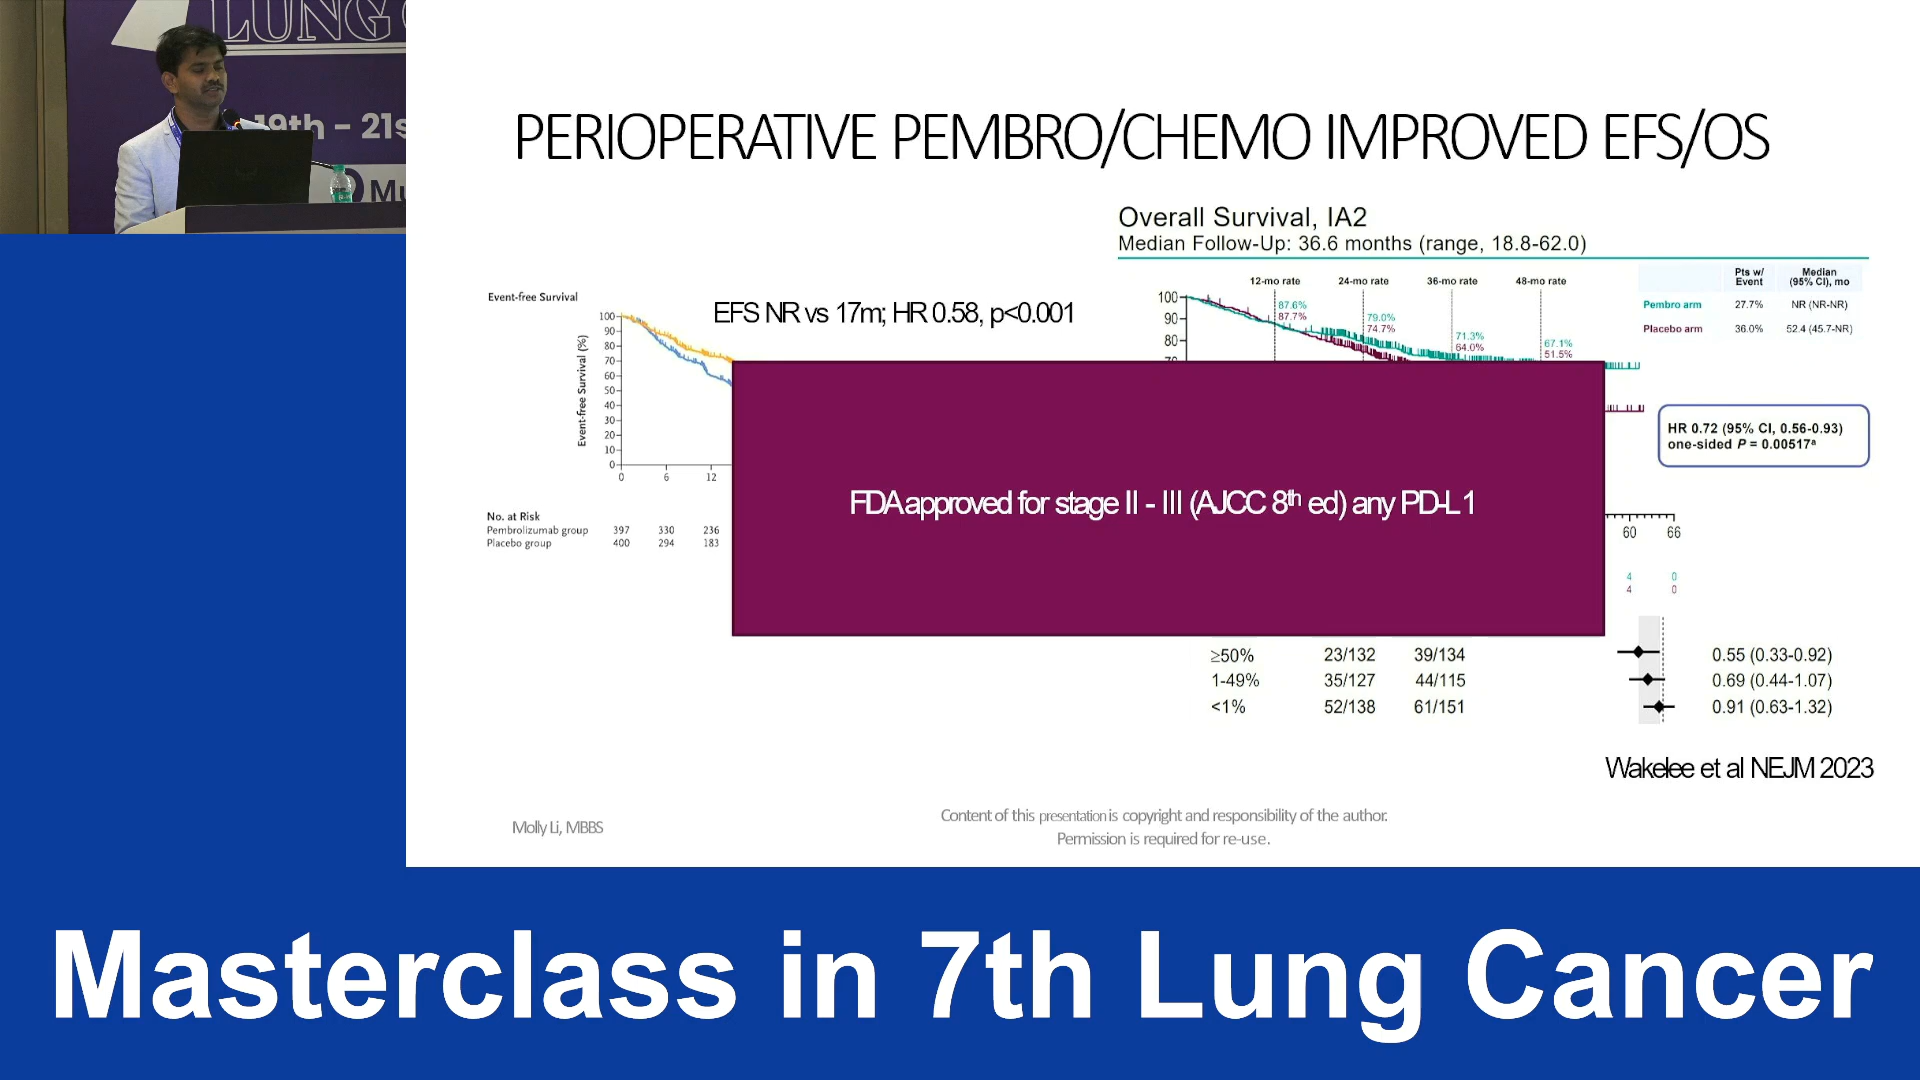 LUNG
19th - 21s
Mu
PERIOPERATIVE PEMBRO/CHEMO IMPROVED EFS/OS
Overall Survival, IA2
Median Follow-Up: 36.6 months (range, 18.8-62.0)
Event-free Survival
EFS NR vs 17m; HR 0.58, p<0.001
12-mo rate 24-mo rate 36-mo rate 48-mo rate
Pts w/ Event Median (95% CI), mo
Pembro arm 27.7% NR (NR-NR)
Placebo arm 36.0% 52.4 (45.7-NR)
87.6% 79.0% 71.3% 67.1%
87.7% 74.7% 64.0% 51.5%
100
90
80
Event-free Survival (%)
100
90
80
70
60
50
40
30
20
10
0
0 6 12
HR 0.72 (95% CI, 0.56-0.93)
one-sided P = 0.00517ᵃ
FDA approved for stage II - III (AJCC 8th ed) any PD-L1
No. at Risk
Pembrolizumab group 397 330 236
Placebo group 400 294 183
60 66
4 0
4 0
≥50% 23/132 39/134 0.55 (0.33-0.92)
1-49% 35/127 44/115 0.69 (0.44-1.07)
<1% 52/138 61/151 0.91 (0.63-1.32)
Wakelee et al NEJM 2023
Molly Li, MBBS
Content of this presentation is copyright and responsibility of the author.
Permission is required for re-use.
Masterclass in 7th Lung Cancer